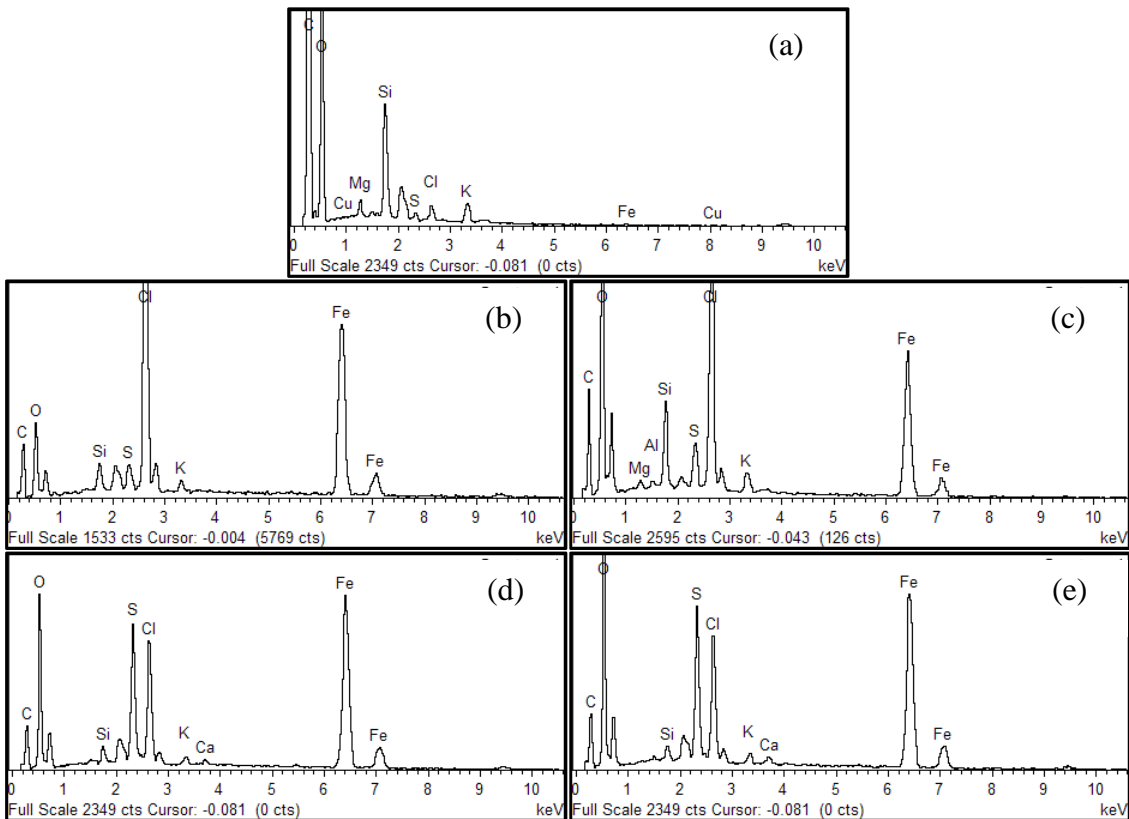 (a)
C
O
Si
Cu
Mg
S
Cl
K
Fe
Cu
0 1 2 3 4 5 6 7 8 9 10
Full Scale 2349 cts Cursor: -0.081 (0 cts) keV
(b)
Cl
Fe
C
O
Si
S
K
Fe
0 1 2 3 4 5 6 7 8 9 10
Full Scale 1533 cts Cursor: -0.004 (5769 cts) keV
(c)
O
Cl
Fe
C
Si
Al
Mg
S
K
Fe
0 1 2 3 4 5 6 7 8 9 10
Full Scale 2595 cts Cursor: -0.043 (126 cts) keV
(d)
O
Fe
S
Cl
C
Si
K
Ca
Fe
0 1 2 3 4 5 6 7 8 9 10
Full Scale 2349 cts Cursor: -0.081 (0 cts) keV
(e)
O
Fe
S
Cl
C
Si
K
Ca
Fe
0 1 2 3 4 5 6 7 8 9 10
Full Scale 2349 cts Cursor: -0.081 (0 cts) keV